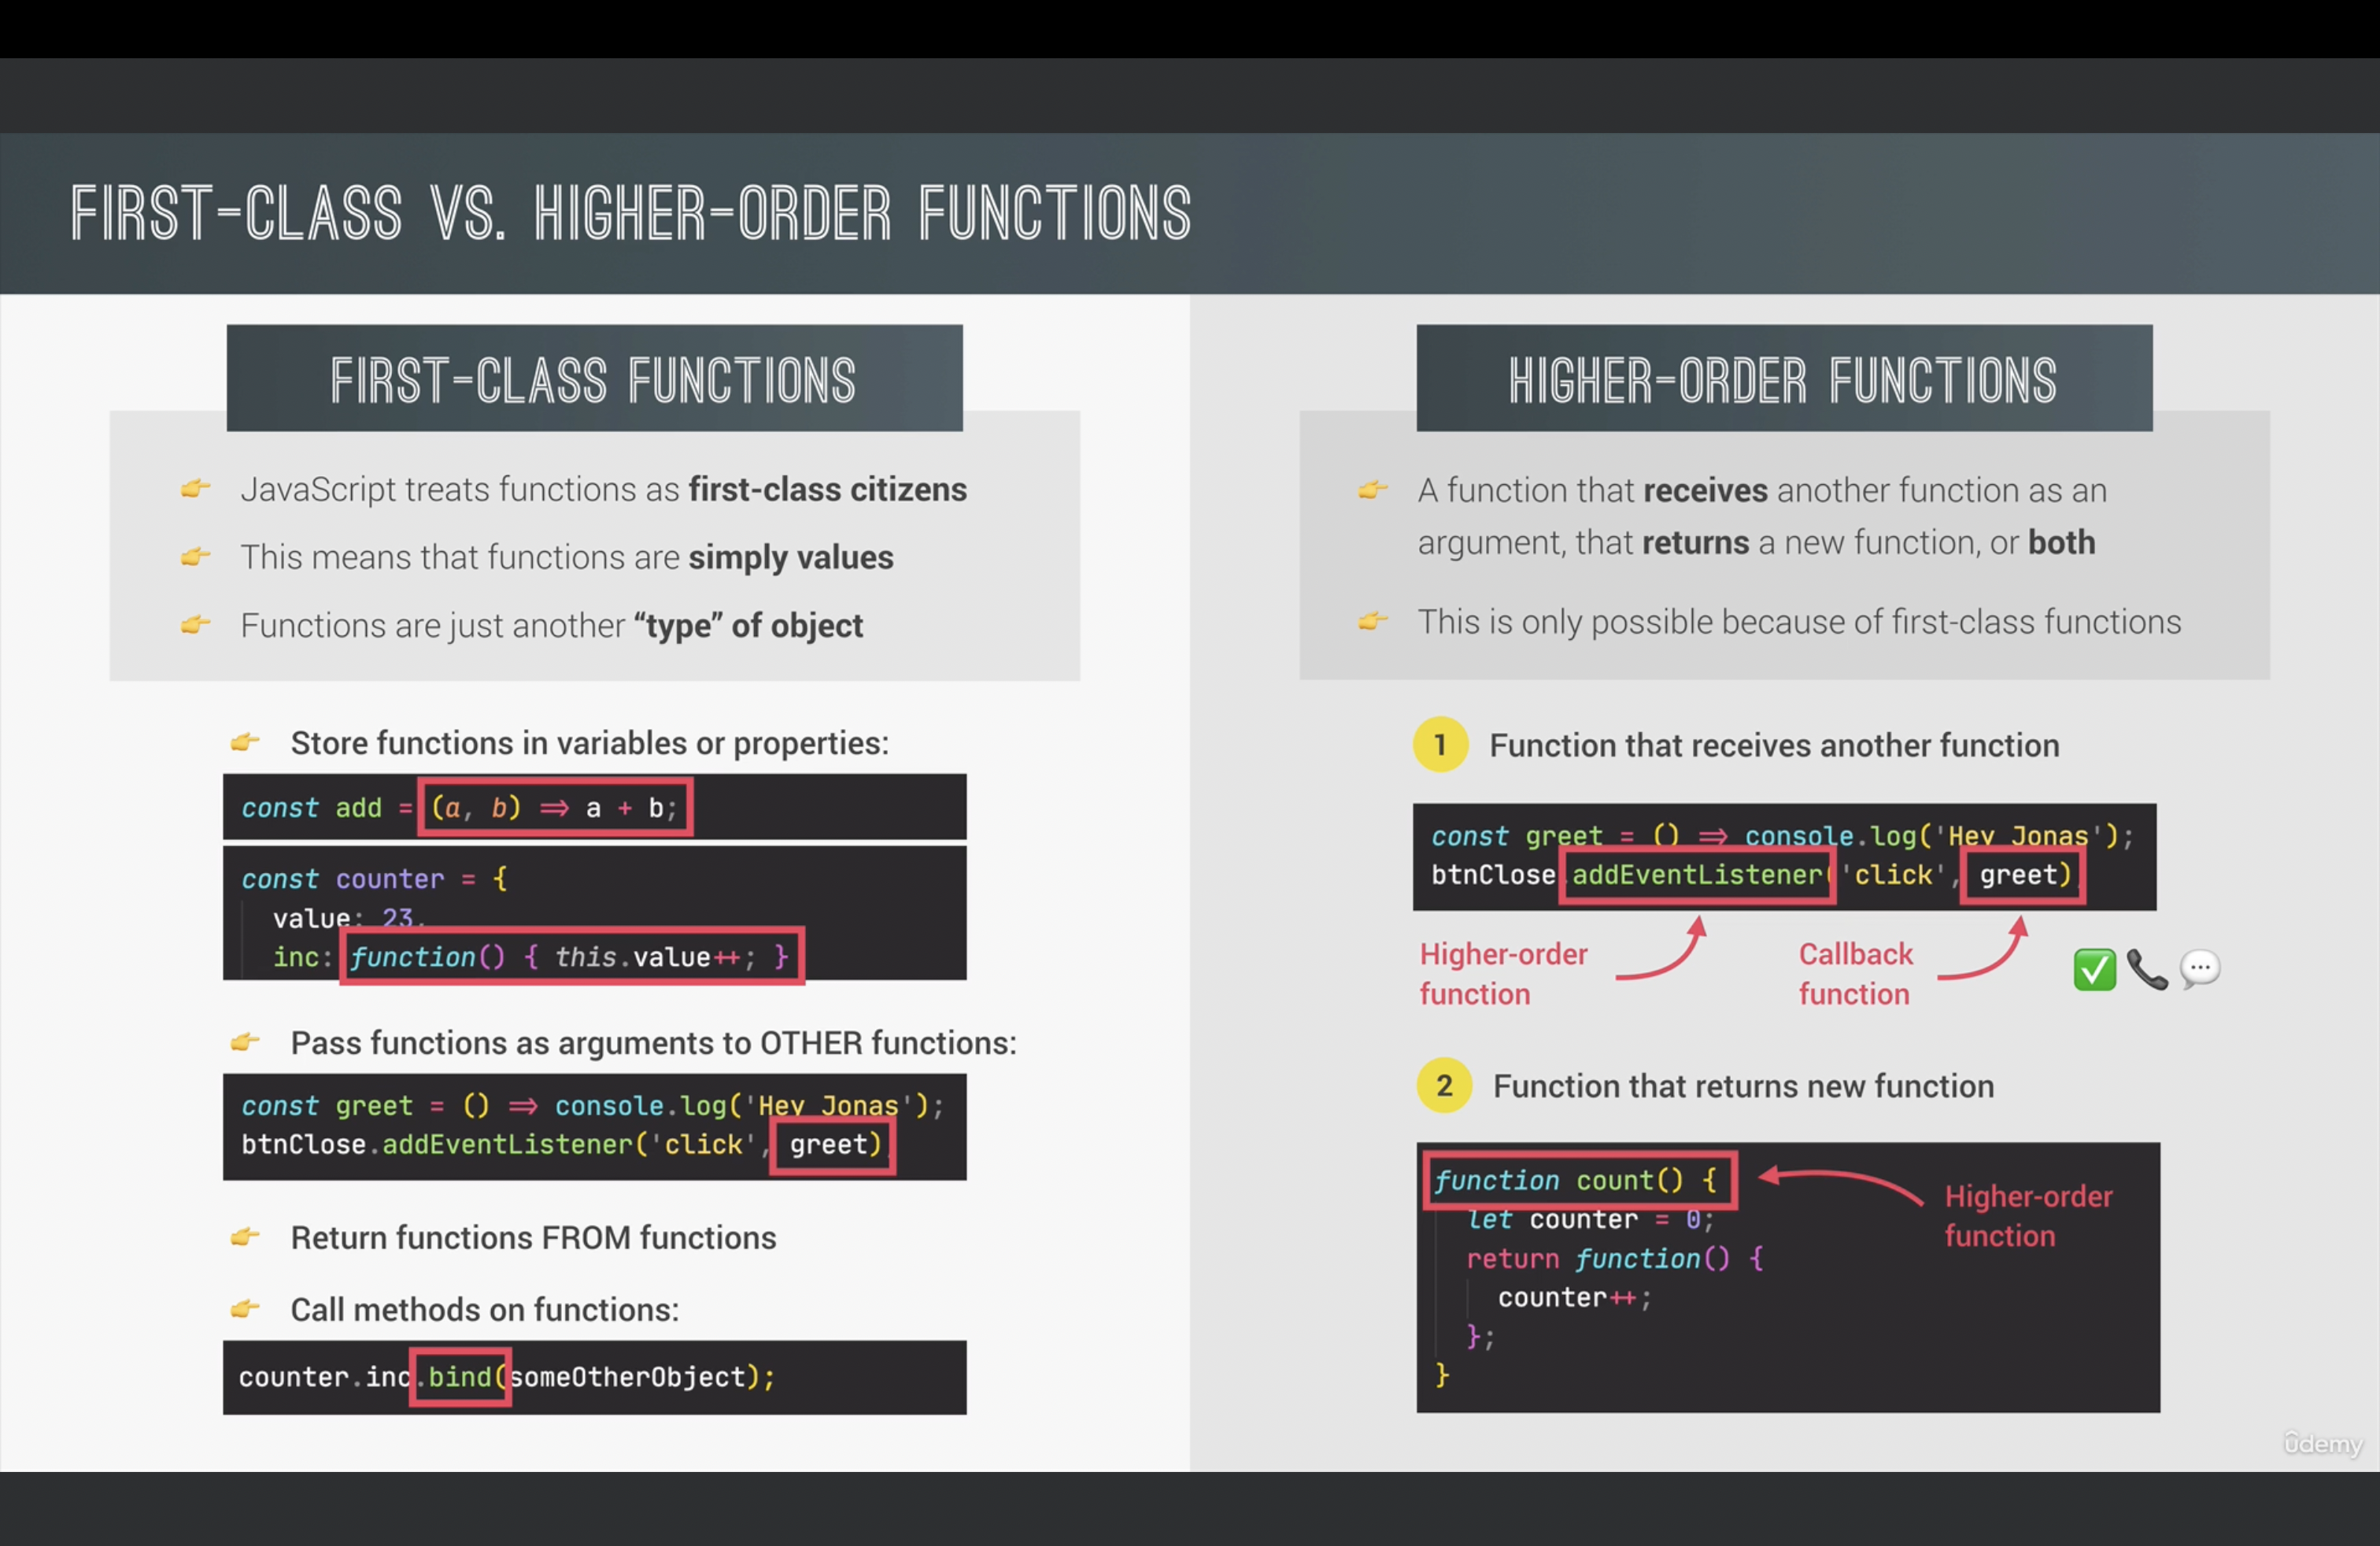 FIRST-CLASS VS. HIGHER-ORDER FUNCTIONS
FIRST-CLASS FUNCTIONS
JavaScript treats functions as first-class citizens
This means that functions are simply values
Functions are just another “type” of object
Store functions in variables or properties:
const add = (a, b) => a + b;
const counter = {
value: 23,
inc: function() { this.value++; }
Pass functions as arguments to OTHER functions:
const greet = () => console.log('Hey Jonas');
btnClose.addEventListener('click', greet)
Return functions FROM functions
Call methods on functions:
counter.inc.bind(someOtherObject);
HIGHER-ORDER FUNCTIONS
A function that receives another function as an
argument, that returns a new function, or both
This is only possible because of first-class functions
1 Function that receives another function
const greet = () => console.log('Hey Jonas');
btnClose.addEventListener('click', greet)
Higher-order
function
Callback
function
2 Function that returns new function
function count() {
let counter = 0;
return function() {
counter++;
};
}
Higher-order
function
udemy